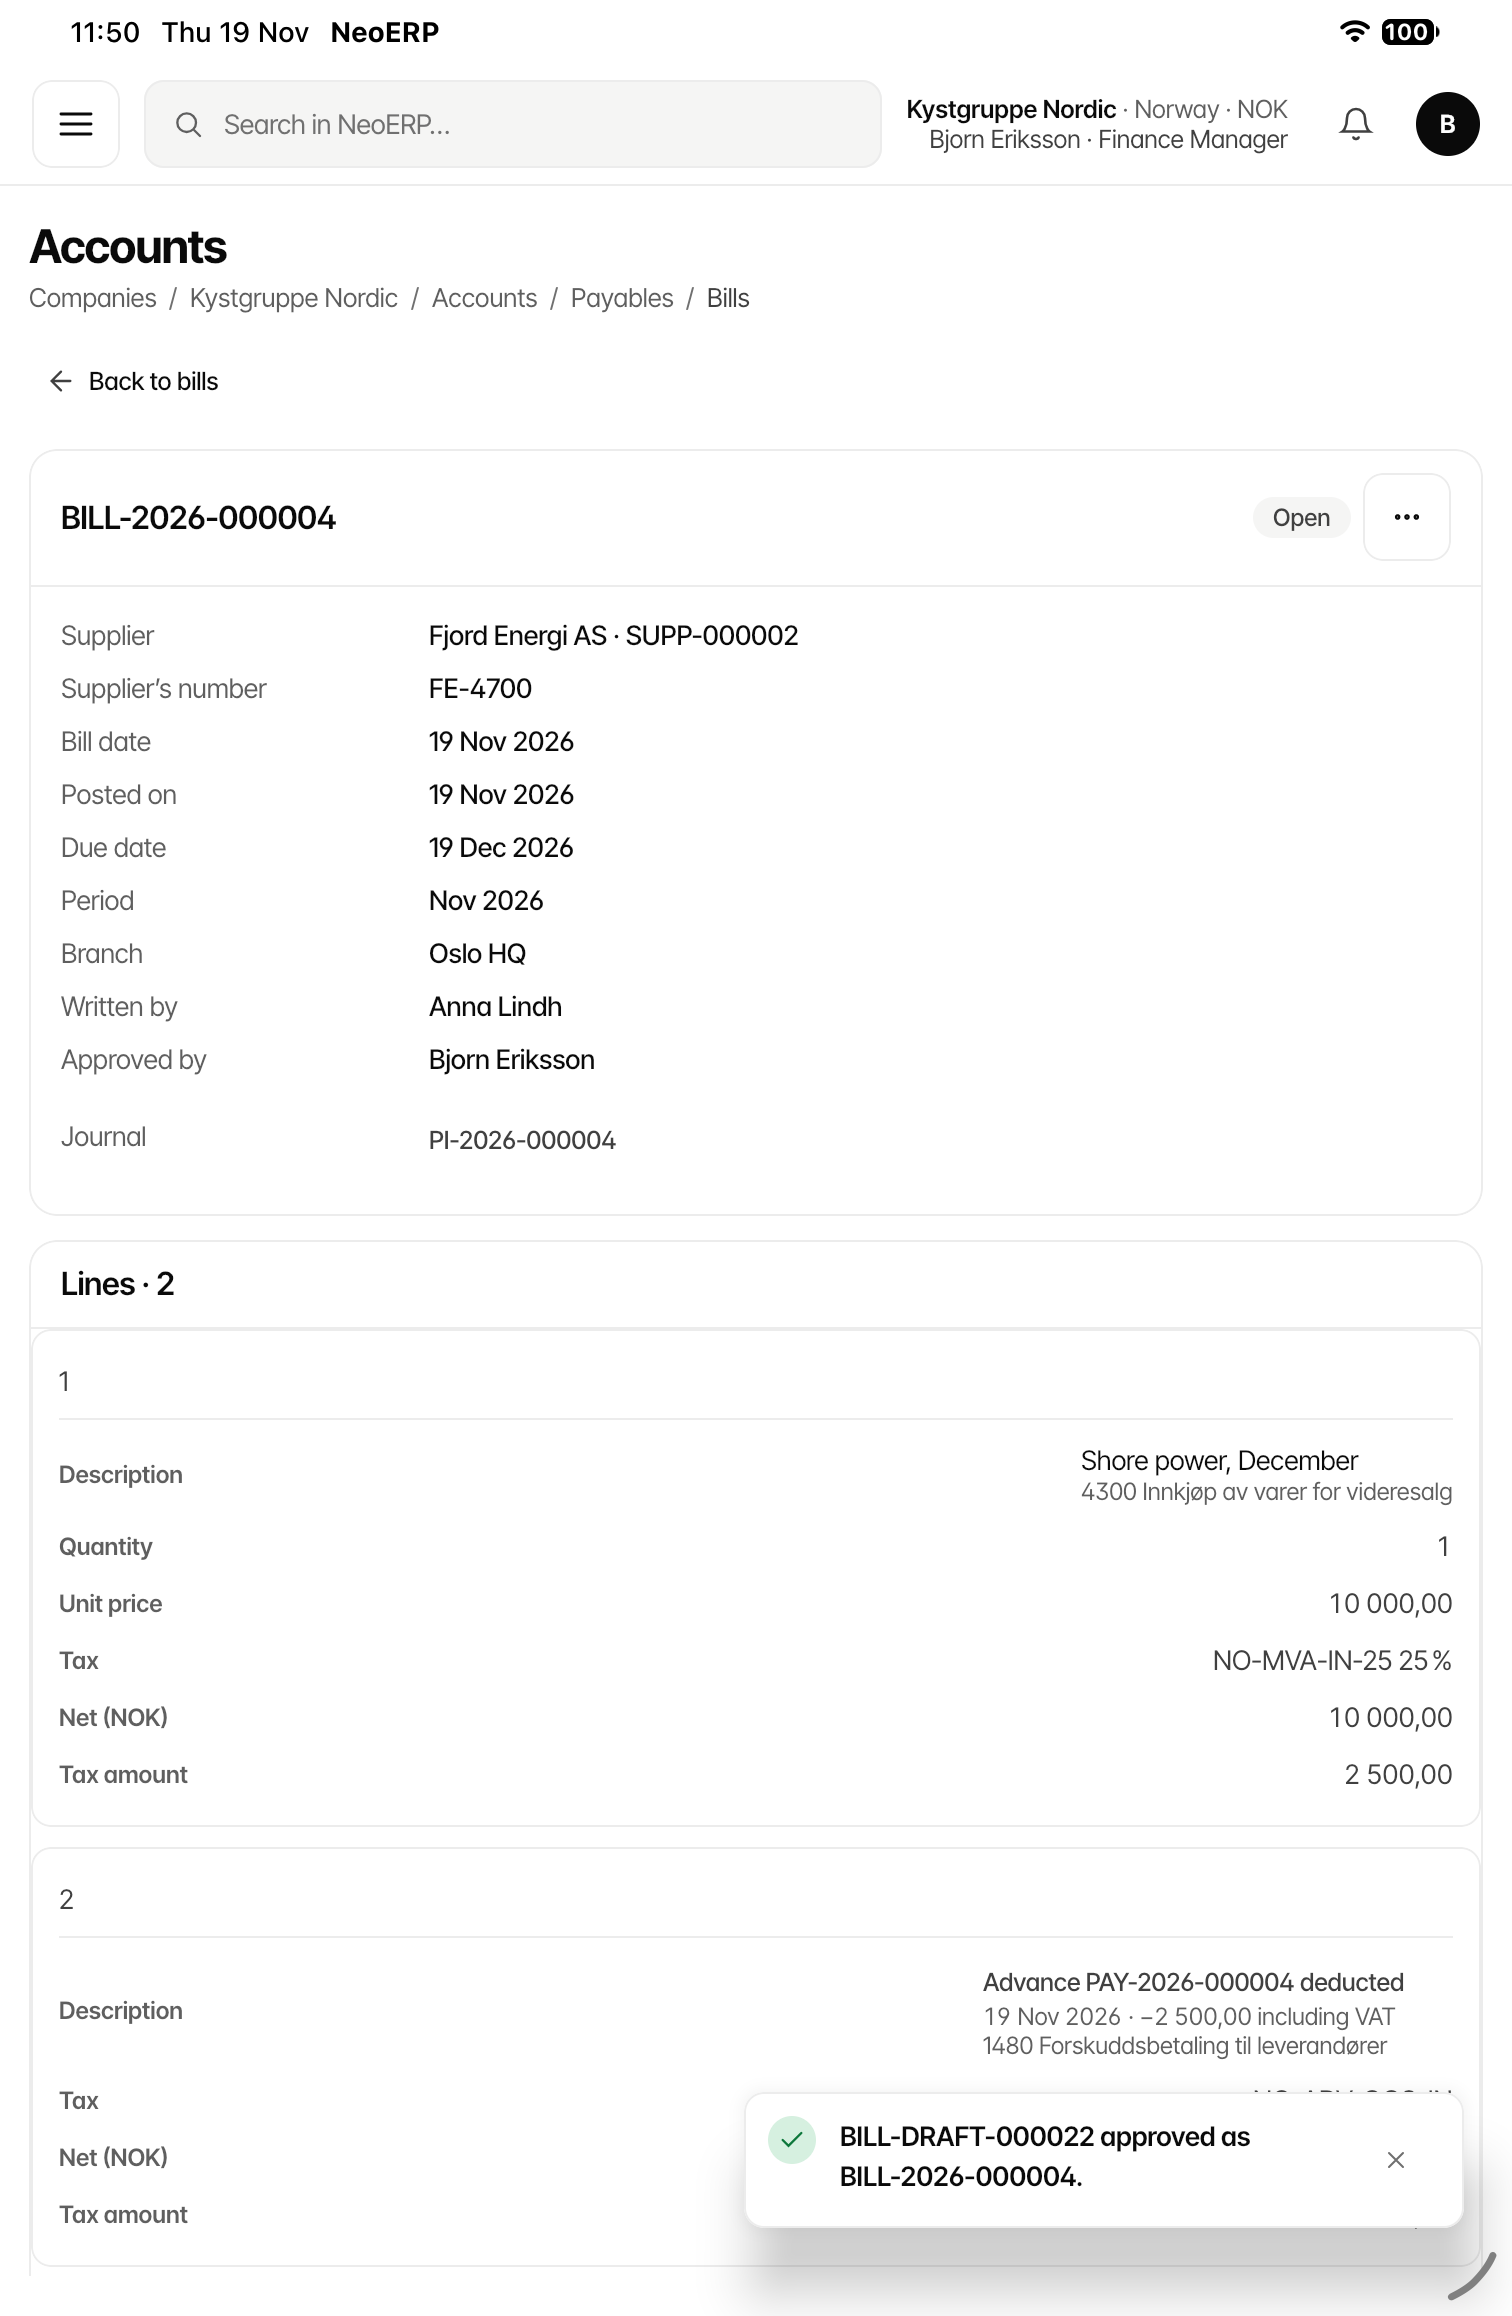 11:50 Thu 19 Nov NeoERP
100
Search in NeoERP...
Kystgruppe Nordic · Norway · NOK
Bjorn Eriksson · Finance Manager
B
Accounts
Companies / Kystgruppe Nordic / Accounts / Payables / Bills
Back to bills
BILL-2026-000004
Open
Supplier Fjord Energi AS · SUPP-000002
Supplier’s number FE-4700
Bill date 19 Nov 2026
Posted on 19 Nov 2026
Due date 19 Dec 2026
Period Nov 2026
Branch Oslo HQ
Written by Anna Lindh
Approved by Bjorn Eriksson
Journal PI-2026-000004
Lines · 2
1
Description Shore power, December
4300 Innkjøp av varer for videresalg
Quantity 1
Unit price 10 000,00
Tax NO-MVA-IN-25 25 %
Net (NOK) 10 000,00
Tax amount 2 500,00
2
Description Advance PAY-2026-000004 deducted
19 Nov 2026 · −2 500,00 including VAT
1480 Forskuddsbetaling til leverandører
Tax
Net (NOK)
Tax amount
BILL-DRAFT-000022 approved as
BILL-2026-000004.